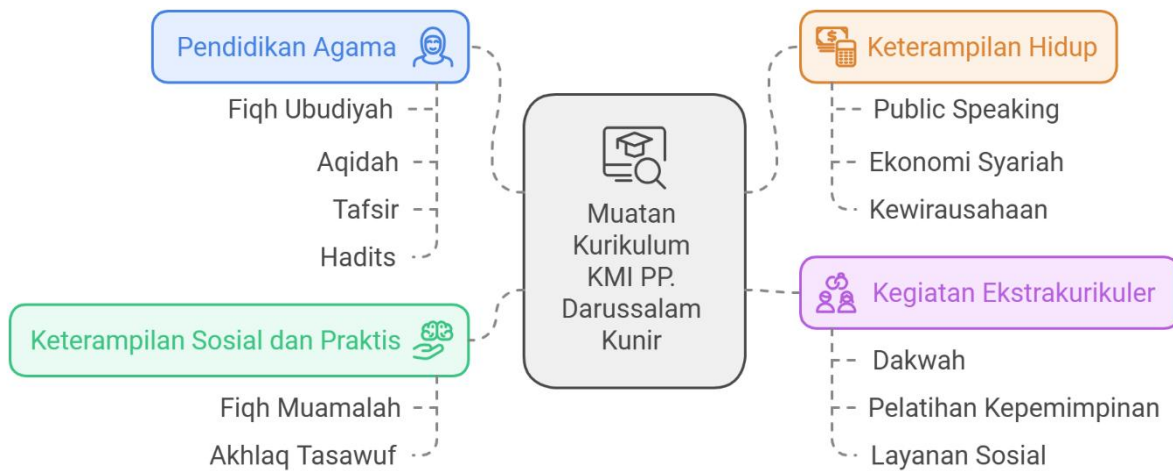 Pendidikan Agama
Fiqh Ubudiyah
Aqidah
Tafsir
Hadits
Keterampilan Sosial dan Praktis
Fiqh Muamalah
Akhlaq Tasawuf
Muatan
Kurikulum
KMI PP.
Darussalam
Kunir
Keterampilan Hidup
Public Speaking
Ekonomi Syariah
Kewirausahaan
Kegiatan Ekstrakurikuler
Dakwah
Pelatihan Kepemimpinan
Layanan Sosial